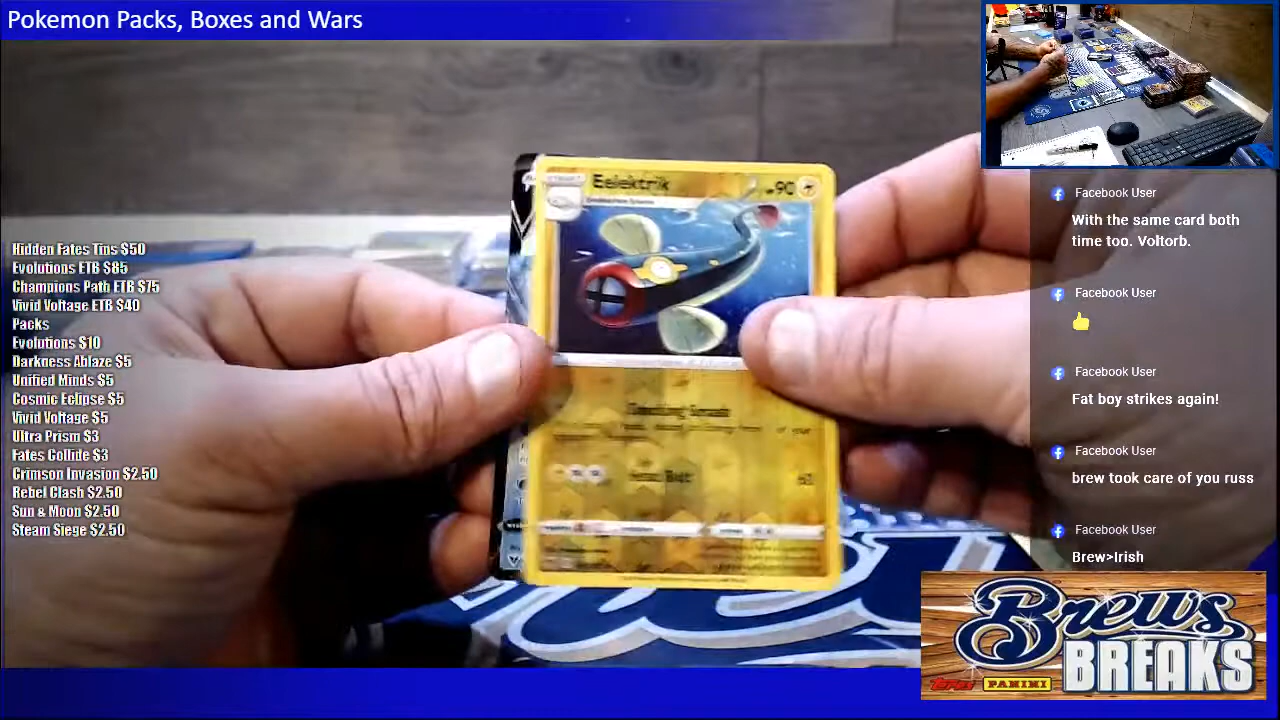 Pokemon Packs, Boxes and Wars
Hidden Fates Tins $50
Evolutions ETB $85
Champions Path ETB $75
Vivid Voltage ETB $40
Packs
Evolutions $10
Darkness Ablaze $5
Unified Minds $5
Cosmic Eclipse $5
Vivid Voltage $5
Ultra Prism $3
Fates Collide $3
Crimson Invasion $2.50
Rebel Clash $2.50
Sun & Moon $2.50
Steam Siege $2.50
Eelektrik
90
Facebook User
With the same card both
time too. Voltorb.
Facebook User
Facebook User
Fat boy strikes again!
Facebook User
brew took care of you russ
Facebook User
Brew>Irish
Brews
BREAKS
Topps PANINI